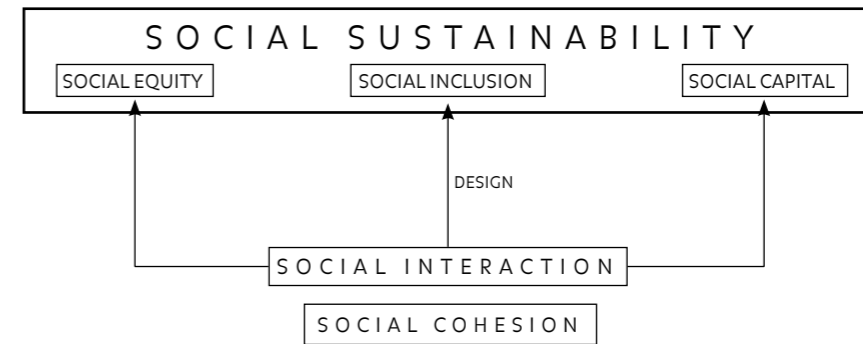 SOCIAL SUSTAINABILITY
SOCIAL EQUITY
SOCIAL INCLUSION
SOCIAL CAPITAL
DESIGN
SOCIAL INTERACTION
SOCIAL COHESION